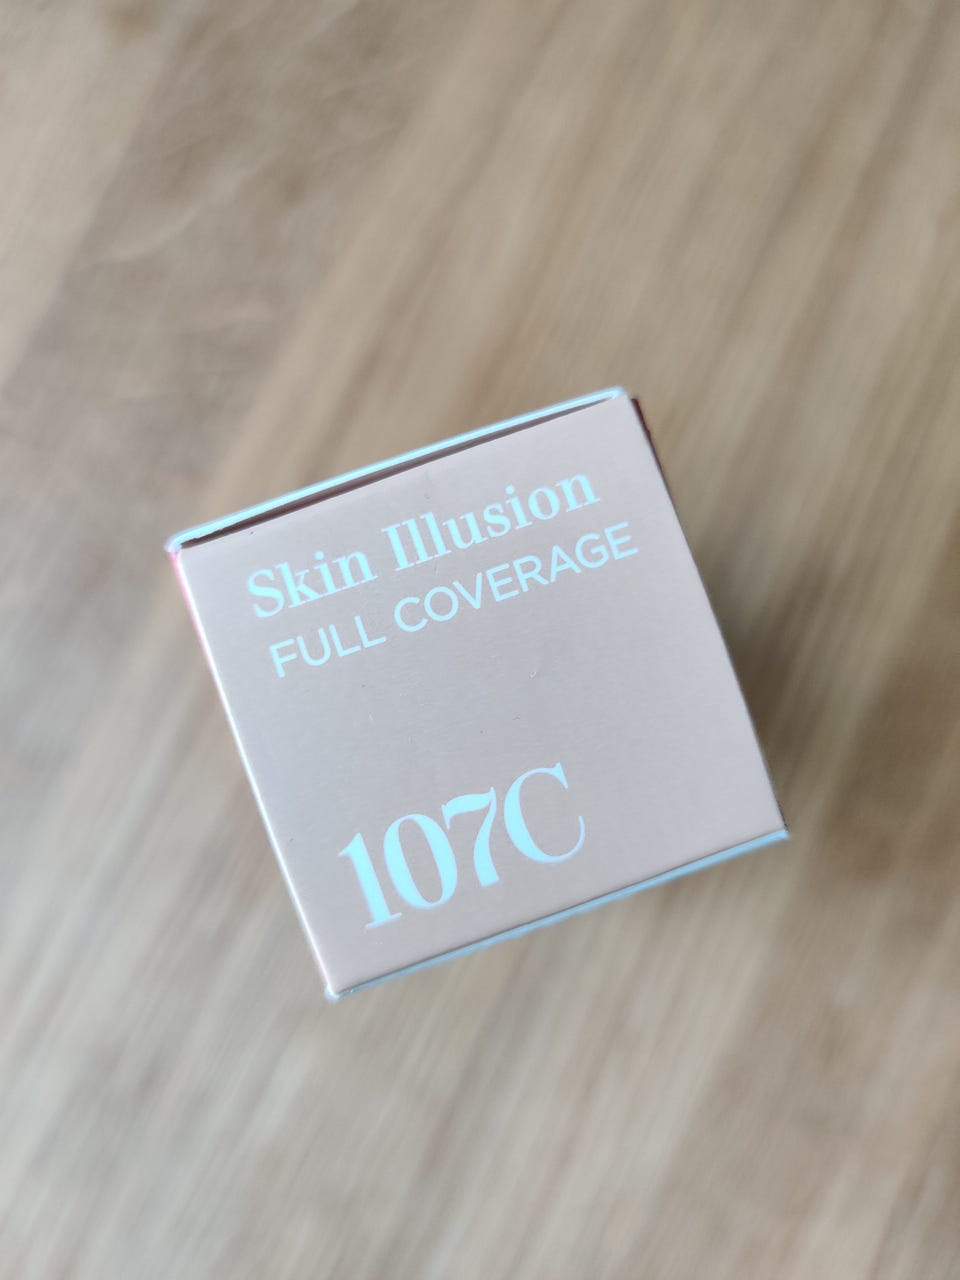 Skin Illusion
FULL COVERAGE
107C